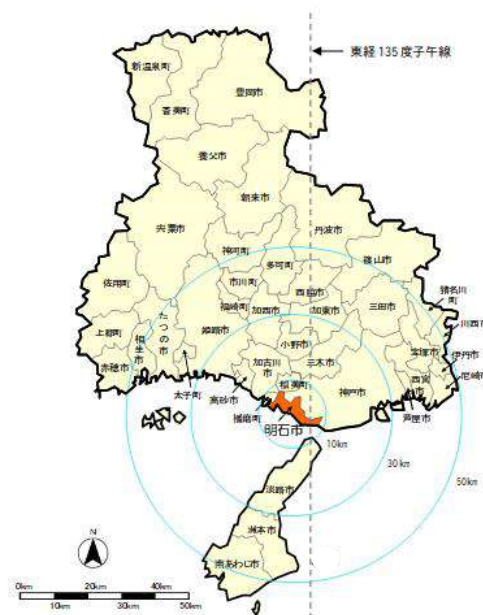 東経135度子午線
新温泉町
豊岡市
香美町
養父市
朝来市
宍粟市
丹波市
神河町
多可町
篠山市
佐用町
市川町
西脇市
猪名川
町
たつの市
福崎町
加西市
加東市
三田市
川西市
上郡町
相生市
姫路市
小野市
宝塚市
伊丹市
赤穂市
加古川
市
三木市
西宮
市
尼崎市
太子町
高砂市
稲美町
神戸市
芦屋市
播磨町
明石市
10km
30km
50km
淡路市
洲本市
南あわじ市
N
0km 20km 40km
10km 30km 50km